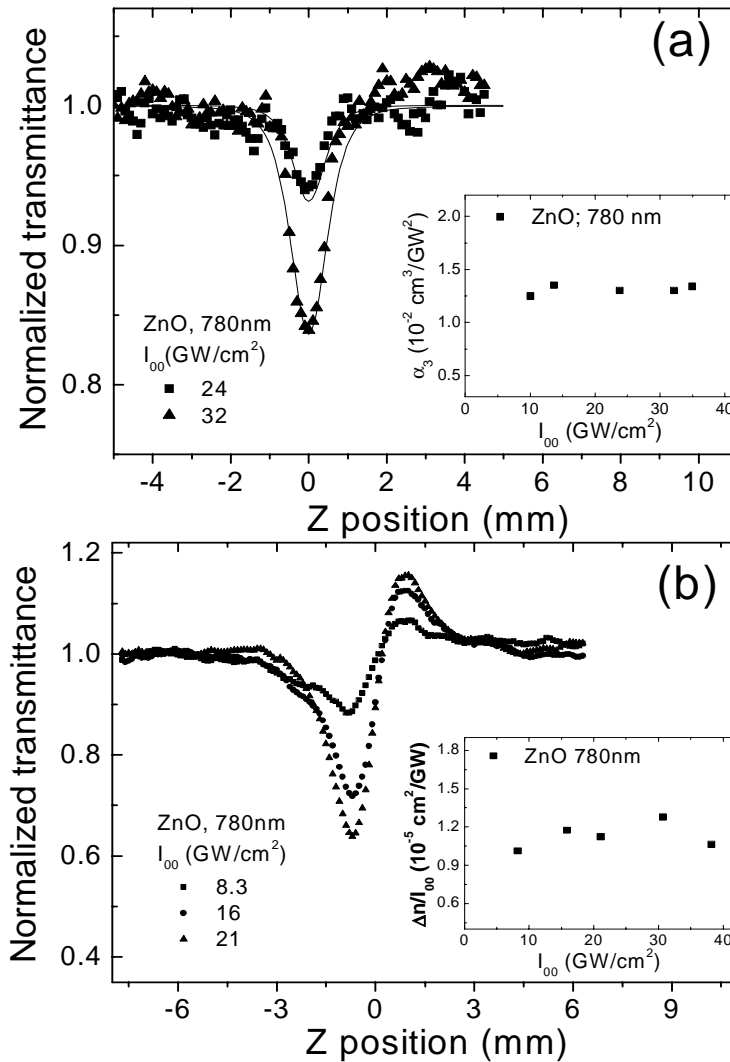 (a)
1.0
0.9
0.8
Normalized transmittance
ZnO, 780nm
I₀₀(GW/cm²)
24
32
-4 -2 0 2 4 6 8 10
Z position (mm)
ZnO; 780 nm
2.0
1.5
1.0
0.5
α₃ (10⁻² cm³/GW²)
0 10 20 30 40
I₀₀ (GW/cm²)
(b)
1.2
1.0
0.8
0.6
0.4
Normalized transmittance
ZnO, 780nm
I₀₀ (GW/cm²)
8.3
16
21
-6 -3 0 3 6 9
Z position (mm)
ZnO 780nm
1.8
1.2
0.9
0.6
Δn/I₀₀ (10⁻⁵ cm²/GW)
0 10 20 30 40
I₀₀ (GW/cm²)